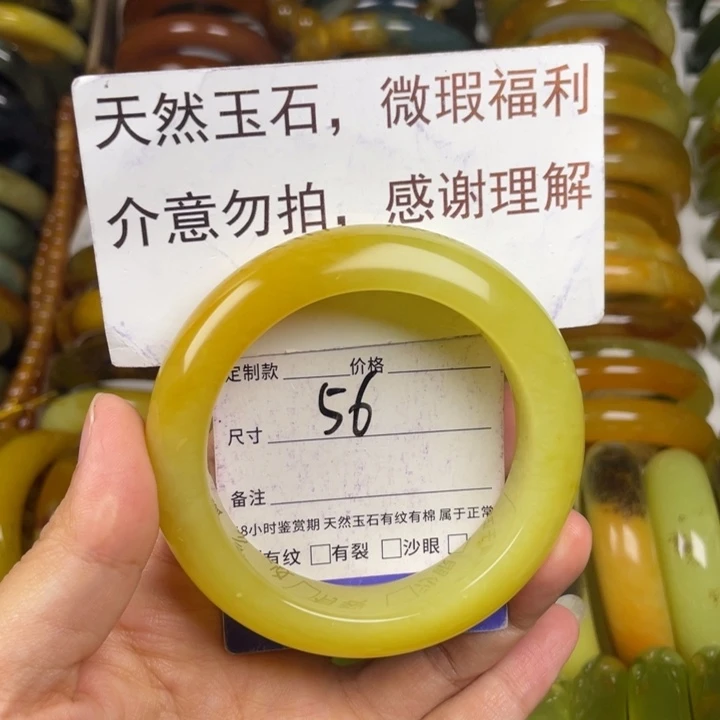 天然玉石，微瑕福利
介意勿拍，感谢理解
定制款 价格
尺寸 56
备注
8小时鉴赏期 天然玉石有纹有棉 属于正常
有纹 □有裂 □沙眼 □